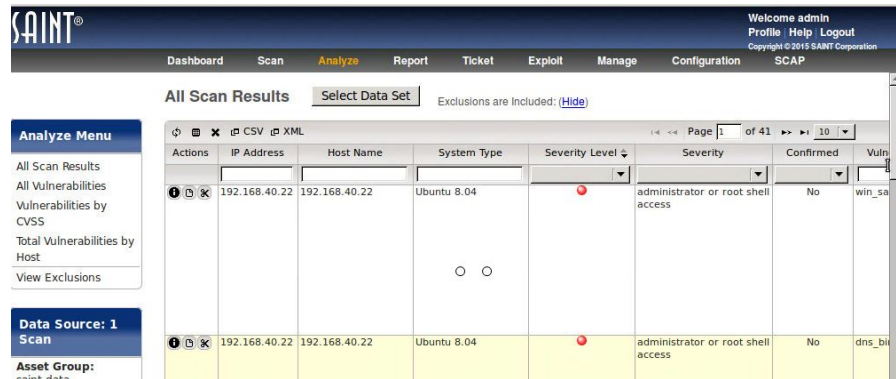 SAINT®
Welcome admin
Profile | Help | Logout
Copyright © 2015 SAINT Corporation
Dashboard Scan Analyze Report Ticket Exploit Manage Configuration SCAP
All Scan Results Select Data Set Exclusions are Included: (Hide)
Analyze Menu
All Scan Results
All Vulnerabilities
Vulnerabilities by
CVSS
Total Vulnerabilities by
Host
View Exclusions
Data Source: 1
Scan
Asset Group:
CSV XML Page 1 of 41 10
Actions IP Address Host Name System Type Severity Level Severity Confirmed Vuln
192.168.40.22 192.168.40.22 Ubuntu 8.04 administrator or root shell No win_sa
access
192.168.40.22 192.168.40.22 Ubuntu 8.04 administrator or root shell No dns_bi
access